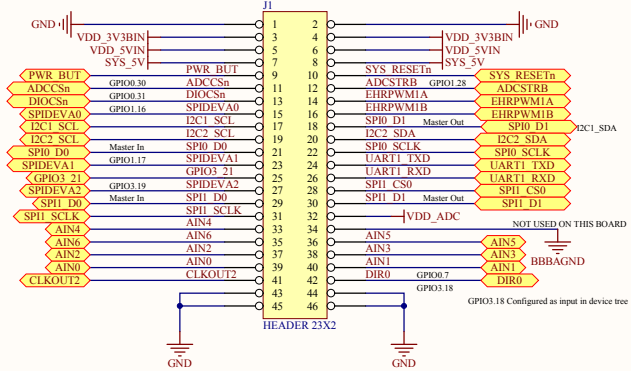 J1
GND 1 2 GND
VDD_3V3BIN 3 4 VDD_3V3BIN
VDD_5VIN 5 6 VDD_5VIN
SYS_5V 7 8 SYS_5V
PWR_BUT PWR_BUT 9 10 SYS_RESETn SYS_RESETn
ADCCSn GPIO0.30 ADCCSn 11 12 ADCSTRB GPIO1.28 ADCSTRB
DIOCSn GPIO0.31 DIOCSn 13 14 EHRPWM1A EHRPWM1A
SPIDEVA0 GPIO1.16 SPIDEVA0 15 16 EHRPWM1B EHRPWM1B
I2C1_SCL I2C1_SCL 17 18 SPI0_D1 Master Out SPI0_D1 I2C1_SDA
I2C2_SCL I2C2_SCL 19 20 I2C2_SDA I2C2_SDA
SPI0_D0 Master In SPI0_D0 21 22 SPI0_SCLK SPI0_SCLK
SPIDEVA1 GPIO1.17 SPIDEVA1 23 24 UART1_TXD UART1_TXD
GPIO3_21 GPIO3_21 25 26 UART1_RXD UART1_RXD
SPIDEVA2 GPIO3.19 SPIDEVA2 27 28 SPI1_CS0 SPI1_CS0
SPI1_D0 Master In SPI1_D0 29 30 SPI1_D1 Master Out SPI1_D1
SPI1_SCLK SPI1_SCLK 31 32 VDD_ADC
AIN4 AIN4 33 34 NOT USED ON THIS BOARD
AIN6 AIN6 35 36 AIN5 AIN5
AIN2 AIN2 37 38 AIN3 AIN3
BBBAGND
AIN0 AIN0 39 40 AIN1 AIN1
CLKOUT2 CLKOUT2 41 42 DIR0 GPIO0.7 DIR0
43 44 GPIO3.18
GPIO3.18 Configured as input in device tree
45 46
HEADER 23X2
GND GND